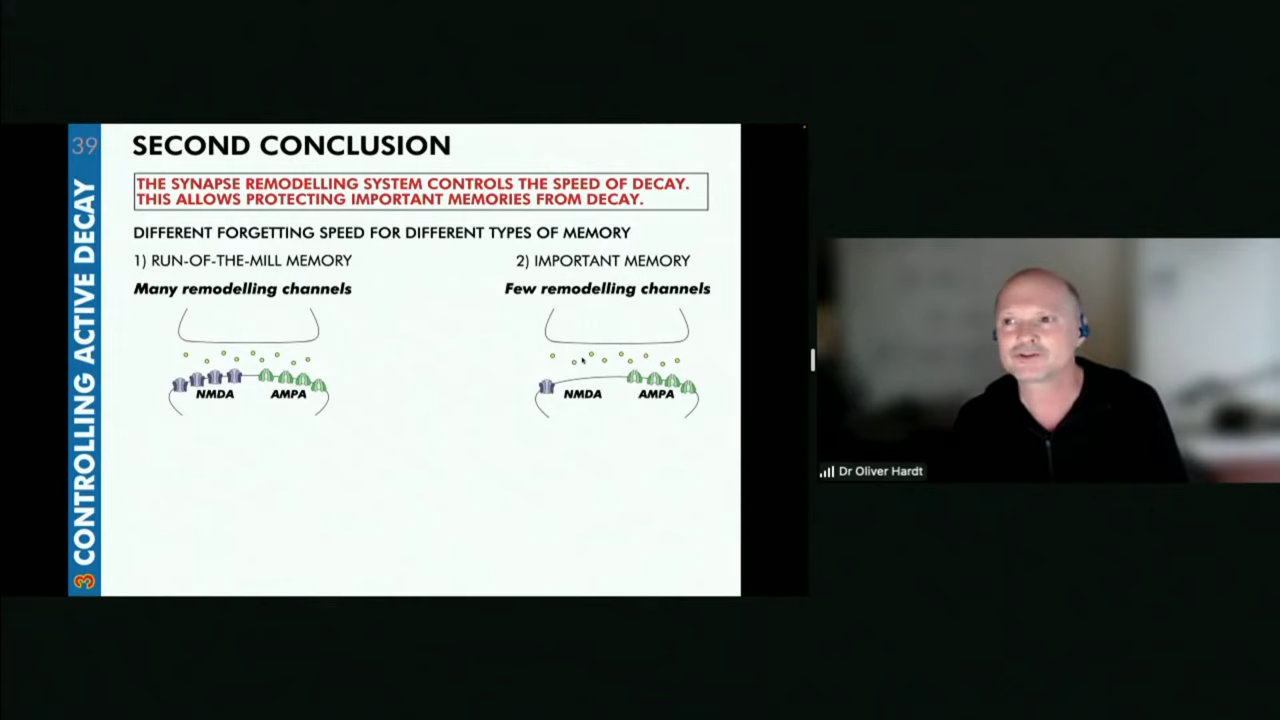 39
3 CONTROLLING ACTIVE DECAY
SECOND CONCLUSION
THE SYNAPSE REMODELLING SYSTEM CONTROLS THE SPEED OF DECAY.
THIS ALLOWS PROTECTING IMPORTANT MEMORIES FROM DECAY.
DIFFERENT FORGETTING SPEED FOR DIFFERENT TYPES OF MEMORY
1) RUN-OF-THE-MILL MEMORY
Many remodelling channels
NMDA AMPA
2) IMPORTANT MEMORY
Few remodelling channels
NMDA AMPA
Dr Oliver Hardt